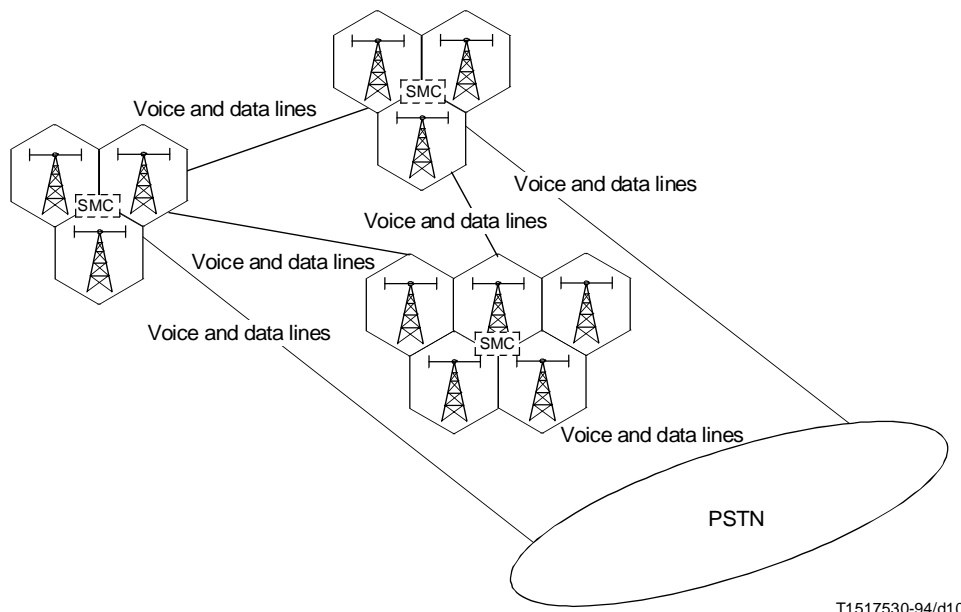 SMC
Voice and data lines
SMC
Voice and data lines
Voice and data lines
Voice and data lines
Voice and data lines
SMC
Voice and data lines
PSTN
T1517530-94/d10